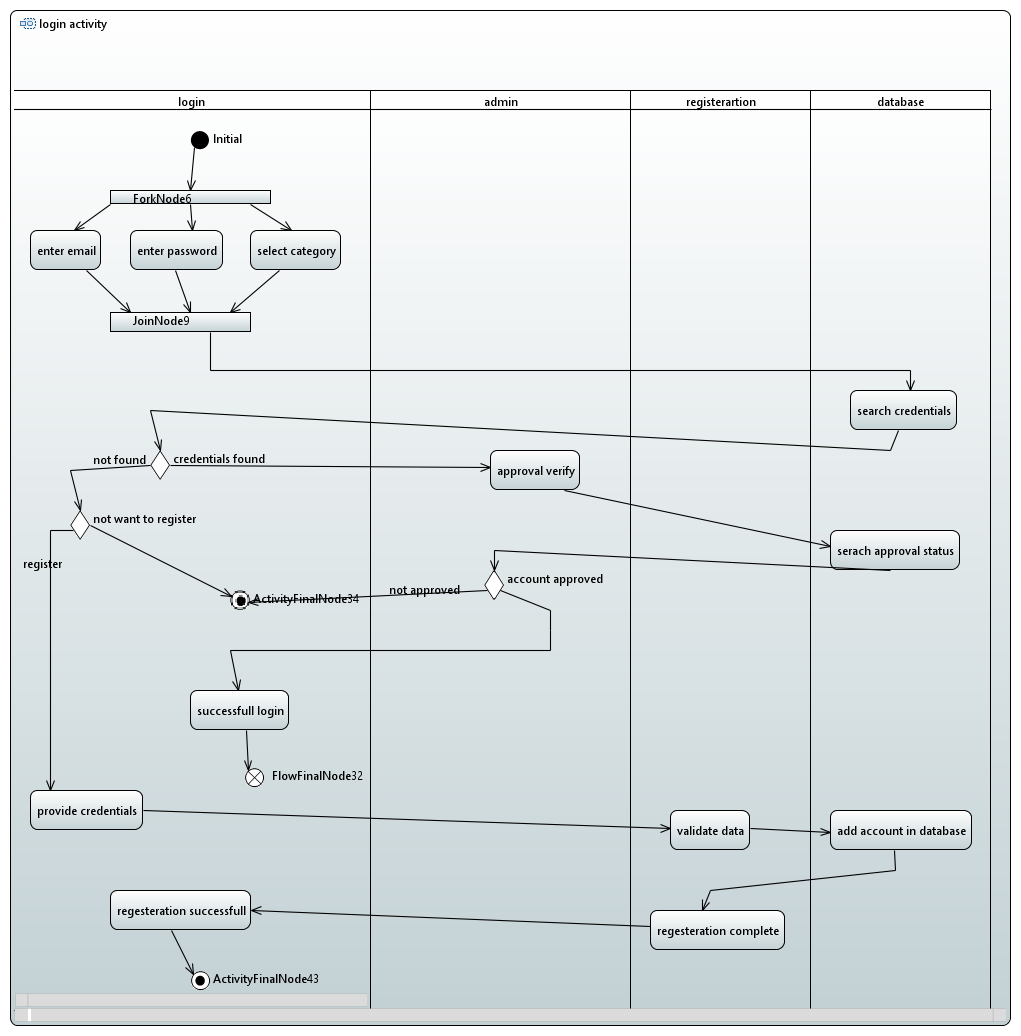 login activity
login
admin
registerartion
database
Initial
ForkNode6
enter email
enter password
select category
JoinNode9
search credentials
not found
credentials found
approval verify
not want to register
serach approval status
register
account approved
not approved
ActivityFinalNode34
successfull login
FlowFinalNode32
provide credentials
validate data
add account in database
regesteration successfull
regesteration complete
ActivityFinalNode43